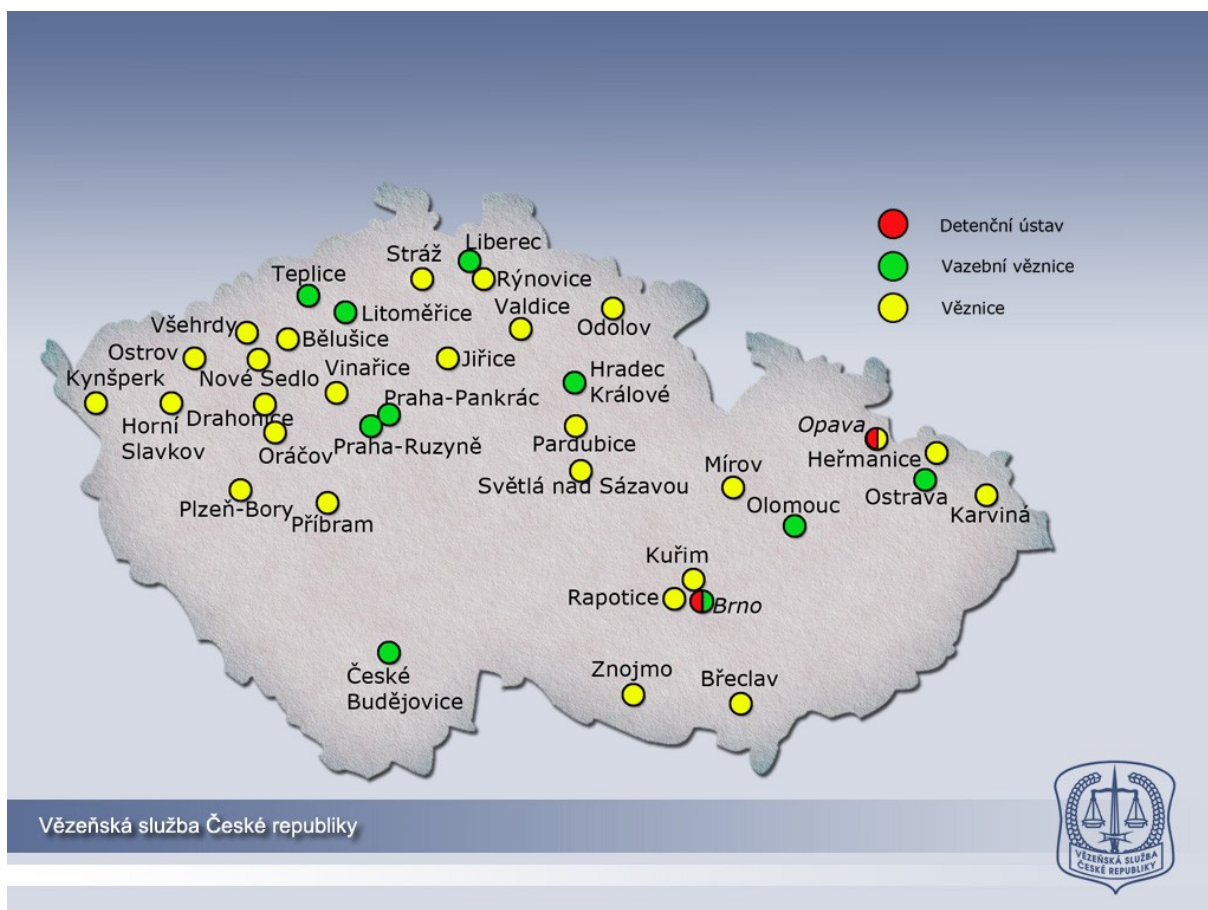 Liberec
Stráž
Detenční ústav
Teplice
Rýnovice
Vazební věznice
Valdice
Litoměřice
Věznice
Všehrdy
Odolov
Bělušice
Ostrov
Jiřice
Vinařice
Hradec
Králové
Kynšperk
Nové Sedlo
Praha-Pankrác
Drahonice
Horní
Slavkov
Opava
Praha-Ruzyně
Pardubice
Oráčov
Heřmanice
Mírov
Světlá nad Sázavou
Ostrava
Olomouc
Plzeň-Bory
Karviná
Příbram
Kuřim
Rapotice
Brno
Znojmo
České
Budějovice
Břeclav
Vězeňská služba České republiky
VĚZEŇSKÁ SLUŽBA
ČESKÉ REPUBLIKY